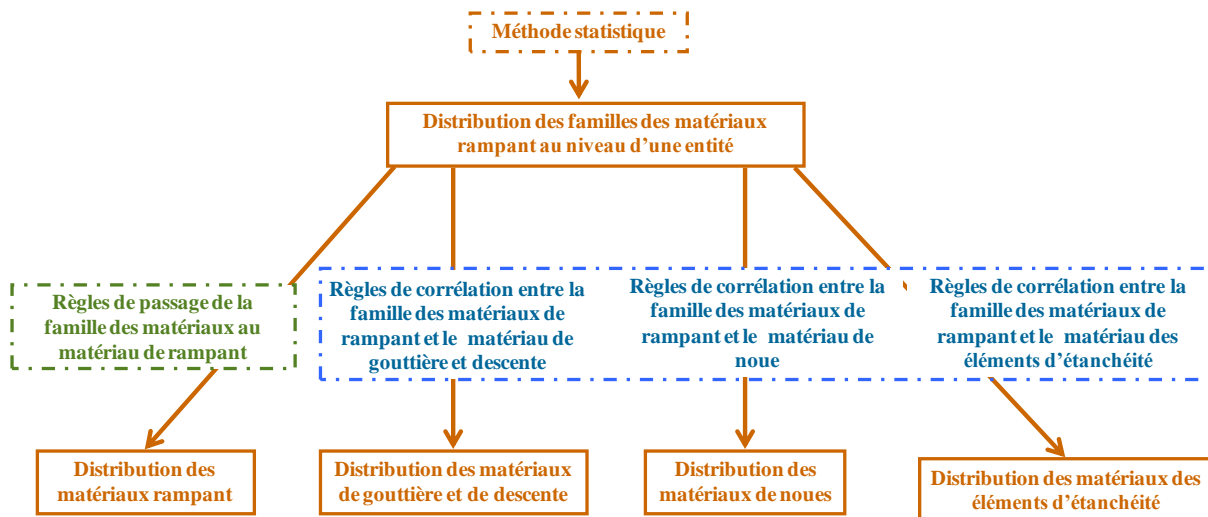 Méthode statistique
Distribution des familles des matériaux
rampant au niveau d'une entité
Règles de passage de la
famille des matériaux au
matériau de rampant
Règles de corrélation entre la
famille des matériaux de
rampant et le matériau de
gouttière et descente
Règles de corrélation entre la
famille des matériaux de
rampant et le matériau de
noue
Règles de corrélation entre la
famille des matériaux de
rampant et le matériau des
éléments d'étanchéité
Distribution des
matériaux rampant
Distribution des matériaux
de gouttière et de descente
Distribution des
matériaux de noues
Distribution des matériaux des
éléments d'étanchéité